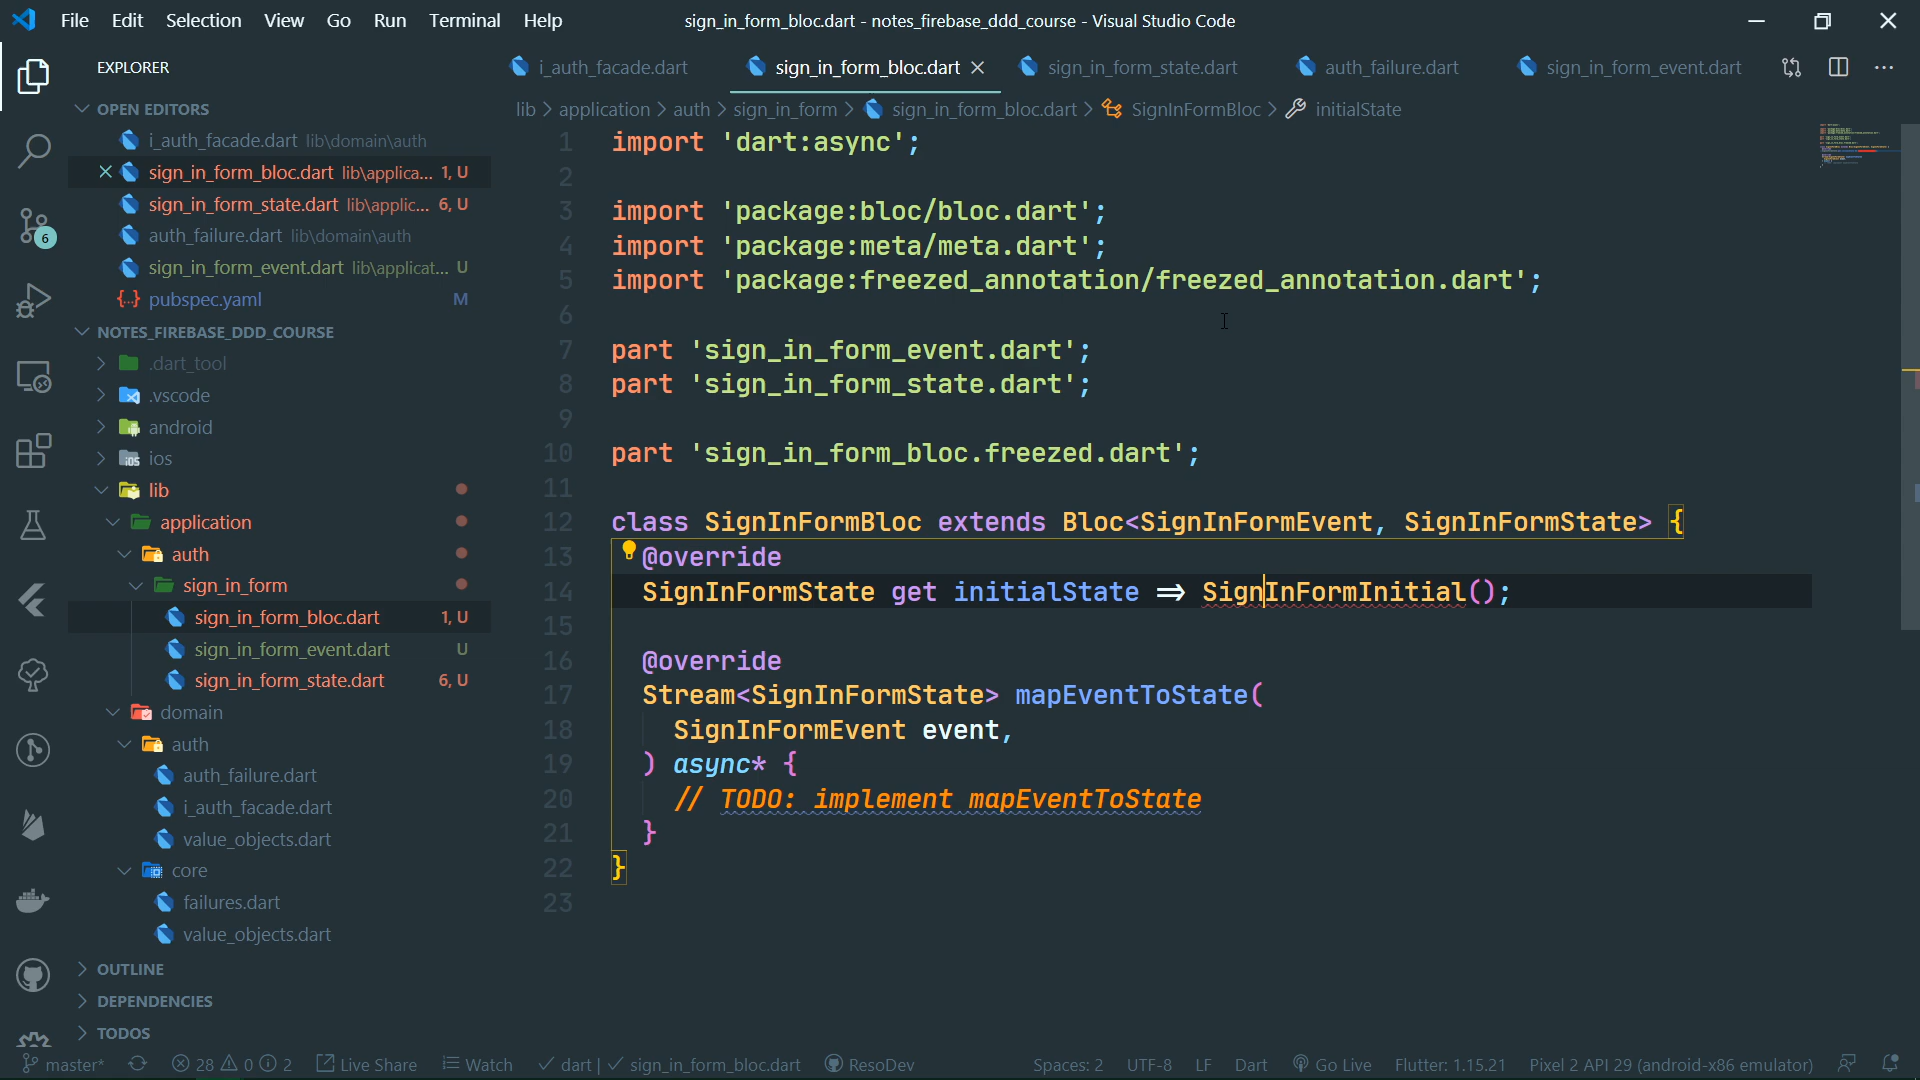 File Edit Selection View Go Run Terminal Help
sign_in_form_bloc.dart - notes_firebase_ddd_course - Visual Studio Code
EXPLORER
OPEN EDITORS
i_auth_facade.dart lib\domain\auth
sign_in_form_bloc.dart lib\applica... 1, U
sign_in_form_state.dart lib\applic... 6, U
auth_failure.dart lib\domain\auth
sign_in_form_event.dart lib\applicat... U
{..} pubspec.yaml M
6
NOTES_FIREBASE_DDD_COURSE
.dart_tool
.vscode
android
ios
lib
application
auth
sign_in_form
sign_in_form_bloc.dart 1, U
sign_in_form_event.dart U
sign_in_form_state.dart 6, U
domain
auth
auth_failure.dart
i_auth_facade.dart
value_objects.dart
core
failures.dart
value_objects.dart
OUTLINE
DEPENDENCIES
TODOS
i_auth_facade.dart sign_in_form_bloc.dart sign_in_form_state.dart auth_failure.dart sign_in_form_event.dart
lib > application > auth > sign_in_form > sign_in_form_bloc.dart > SignInFormBloc > initialState
1 import 'dart:async';
2
3 import 'package:bloc/bloc.dart';
4 import 'package:meta/meta.dart';
5 import 'package:freezed_annotation/freezed_annotation.dart';
6
7 part 'sign_in_form_event.dart';
8 part 'sign_in_form_state.dart';
9
10 part 'sign_in_form_bloc.freezed.dart';
11
12 class SignInFormBloc extends Bloc<SignInFormEvent, SignInFormState> {
13 @override
14 SignInFormState get initialState => SignInFormInitial();
15
16 @override
17 Stream<SignInFormState> mapEventToState(
18 SignInFormEvent event,
19 ) async* {
20 // TODO: implement mapEventToState
21 }
22 }
23
master* 28 0 2 Live Share Watch dart | sign_in_form_bloc.dart ResoDev Spaces: 2 UTF-8 LF Dart Go Live Flutter: 1.15.21 Pixel 2 API 29 (android-x86 emulator)